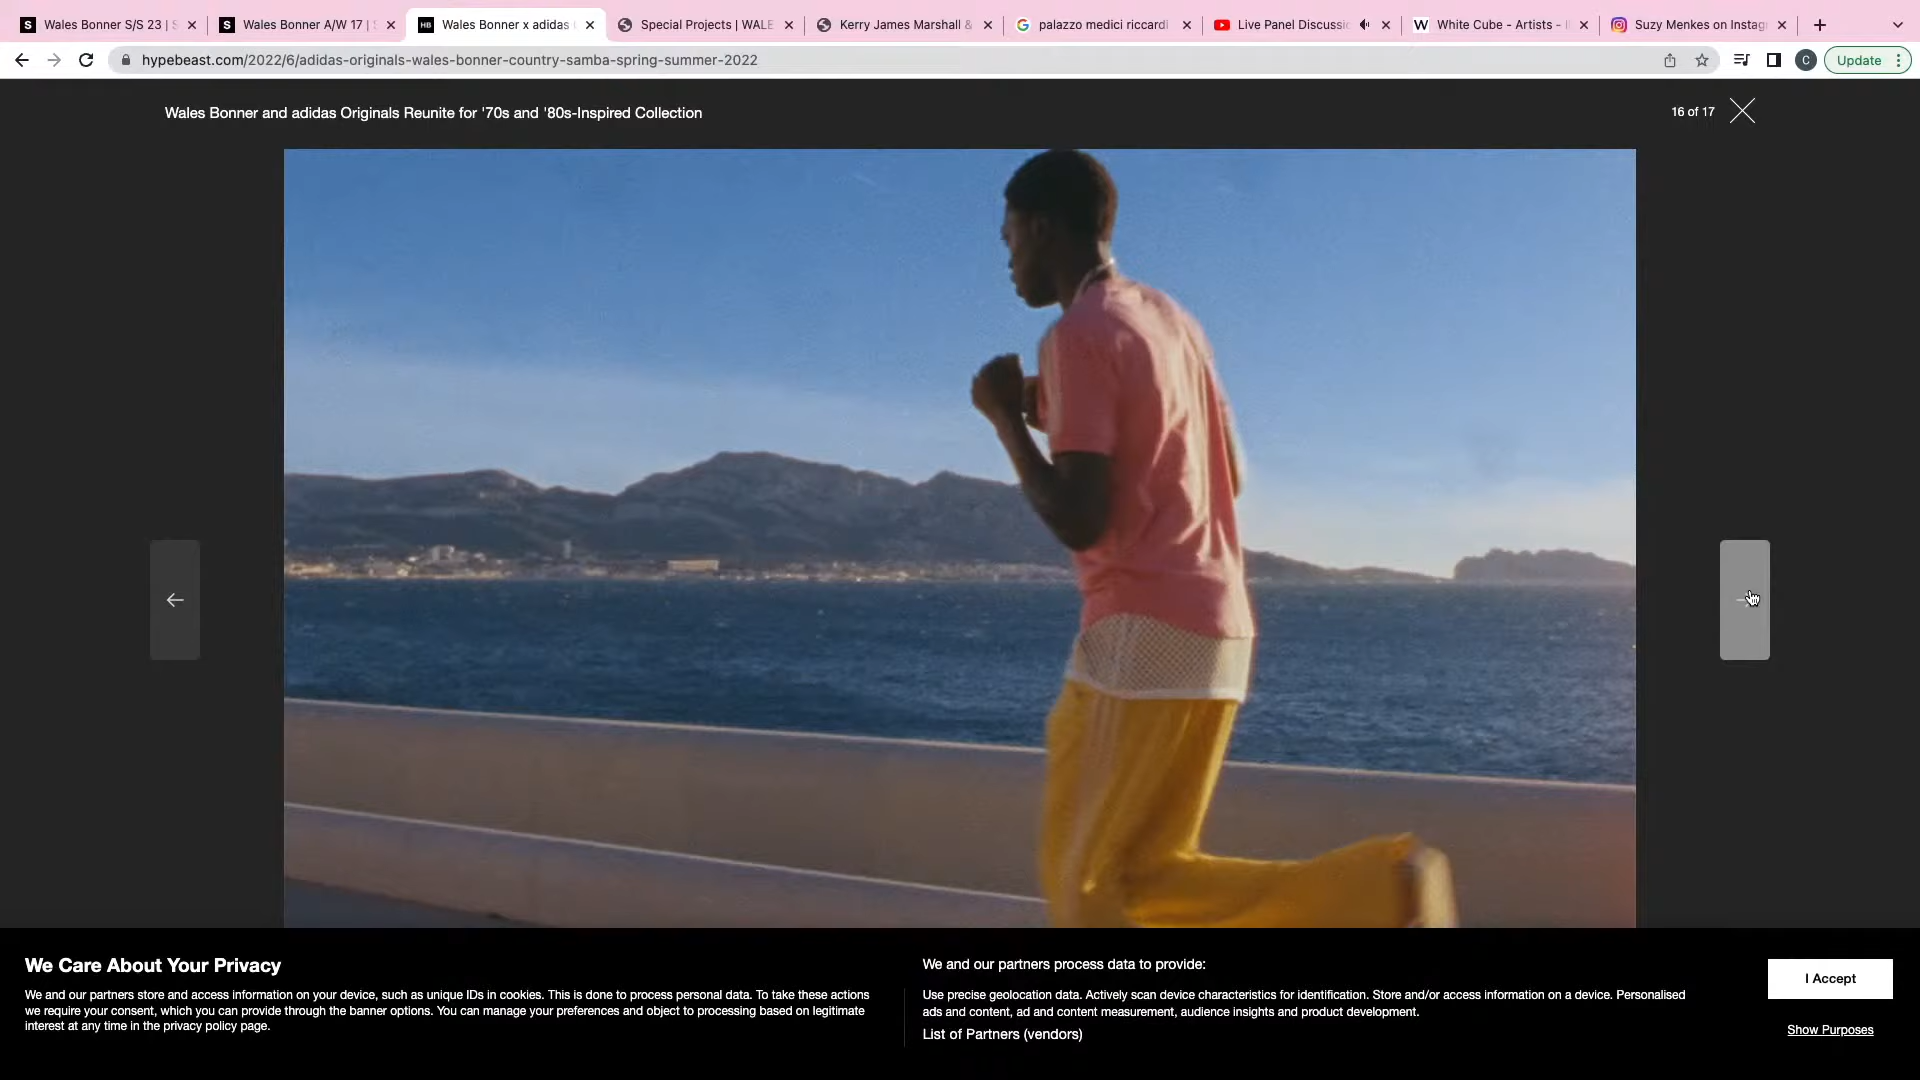 Wales Bonner S/S 23 | S
Wales Bonner A/W 17 | S
HB Wales Bonner x adidas
Special Projects | WALE
Kerry James Marshall &
palazzo medici riccardi
Live Panel Discussi
W White Cube - Artists -
Suzy Menkes on Instag
hypebeast.com/2022/6/adidas-originals-wales-bonner-country-samba-spring-summer-2022
C
Update
Wales Bonner and adidas Originals Reunite for '70s and '80s-Inspired Collection
16 of 17
We Care About Your Privacy
We and our partners store and access information on your device, such as unique IDs in cookies. This is done to process personal data. To take these actions
we require your consent, which you can provide through the banner options. You can manage your preferences and object to processing based on legitimate
interest at any time in the privacy policy page.
We and our partners process data to provide:
Use precise geolocation data. Actively scan device characteristics for identification. Store and/or access information on a device. Personalised
ads and content, ad and content measurement, audience insights and product development.
List of Partners (vendors)
I Accept
Show Purposes